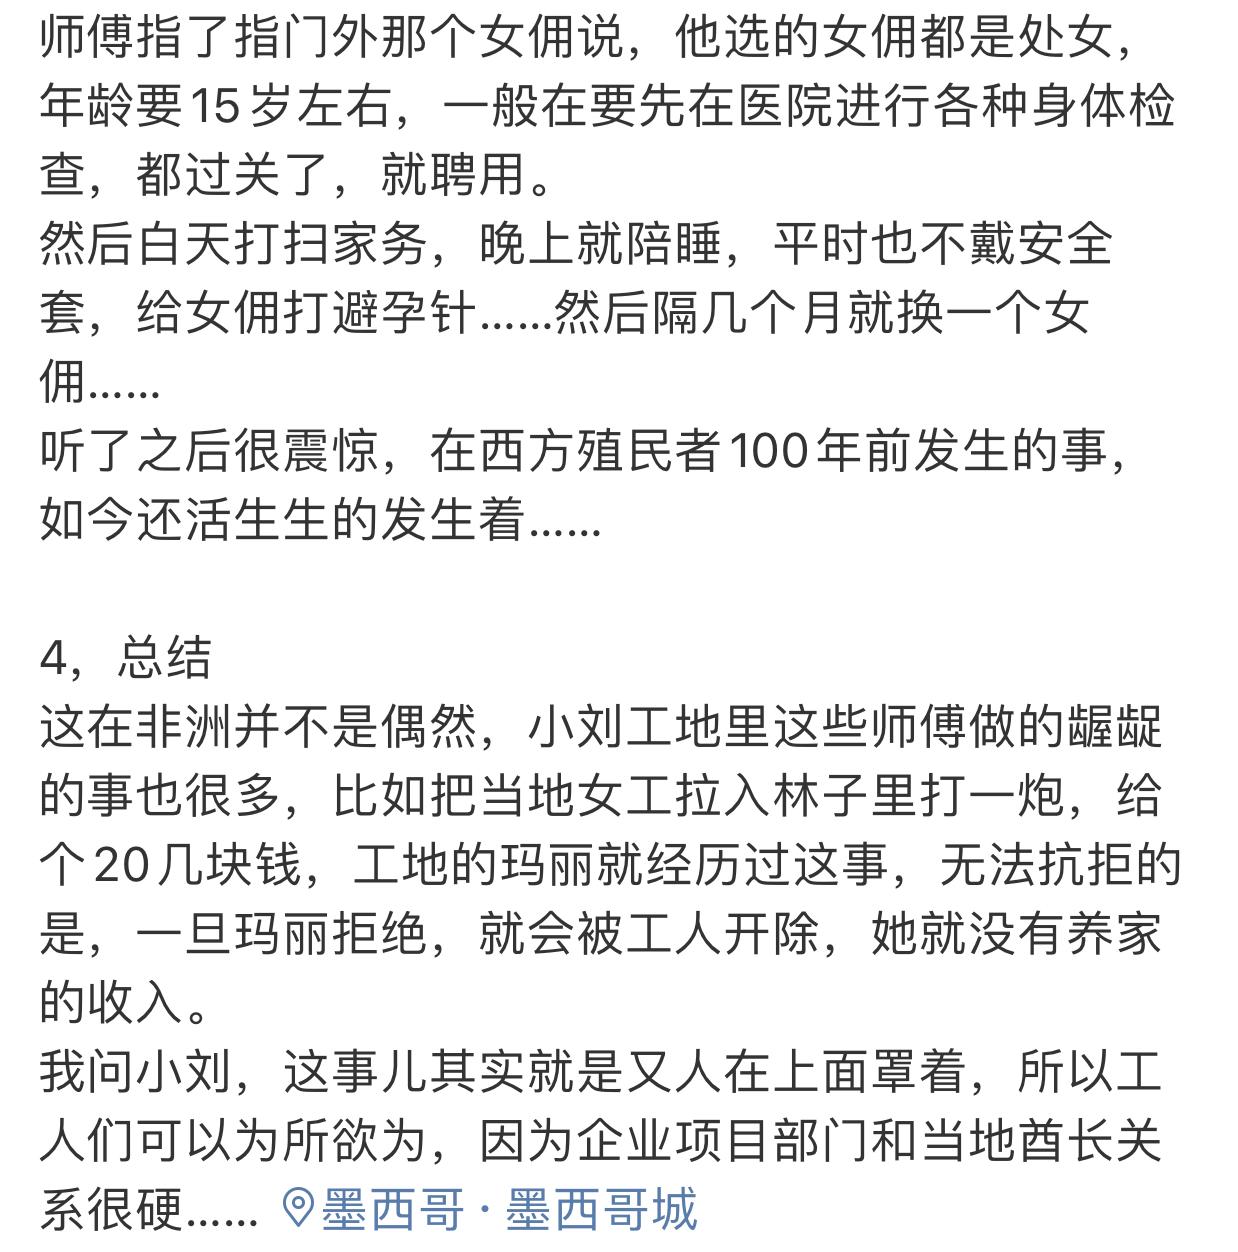 师傅指了指门外那个女佣说，他选的女佣都是处女，
年龄要15岁左右，一般在要先在医院进行各种身体检
查，都过关了，就聘用。
然后白天打扫家务，晚上就陪睡，平时也不戴安全
套，给女佣打避孕针……然后隔几个月就换一个女
佣……
听了之后很震惊，在西方殖民者100年前发生的事，
如今还活生生的发生着……
4，总结
这在非洲并不是偶然，小刘工地里这些师傅做的龌龊
的事也很多，比如把当地女工拉入林子里打一炮，给
个20几块钱，工地的玛丽就经历过这事，无法抗拒的
是，一旦玛丽拒绝，就会被工人开除，她就没有养家
的收入。
我问小刘，这事儿其实就是又人在上面罩着，所以工
人们可以为所欲为，因为企业项目部门和当地酋长关
系很硬…… 墨西哥·墨西哥城